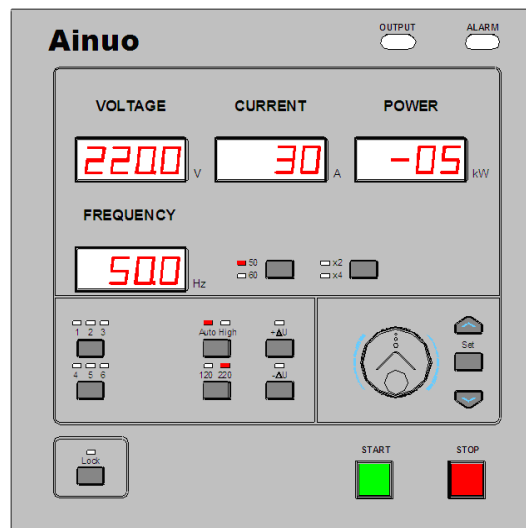 Ainuo
OUTPUT ALARM
VOLTAGE CURRENT POWER
220.0 V 30 A -05 kW
FREQUENCY
50.0 Hz
50
60
x2
x4
1 2 3
Auto High
+ΔU
4 5 6
120 220
-ΔU
Set
Lock
START STOP